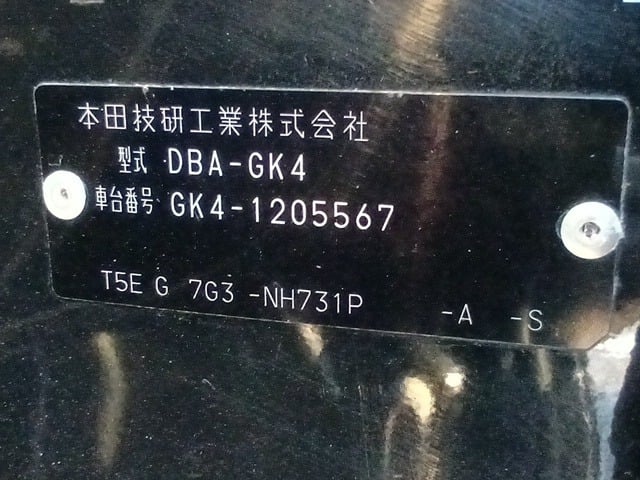 本田技研工業株式会社
型式 DBA-GK4
車台番号 GK4-1205567
T5E G 7G3 -NH731P -A -S